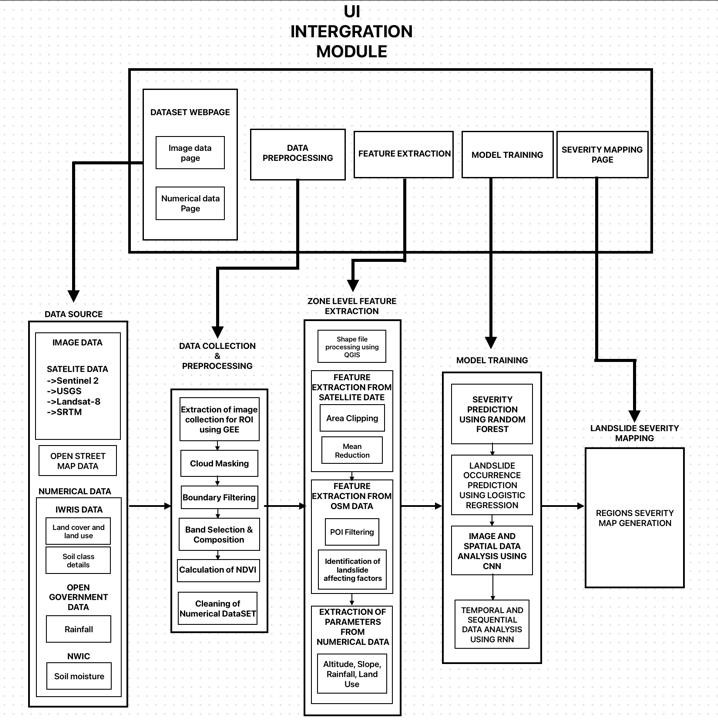 UI
INTERGRATION
MODULE
DATASET WEBPAGE
Image data
page
Numerical data
Page
DATA
PREPROCESSING
FEATURE EXTRACTION
MODEL TRAINING
SEVERITY MAPPING
PAGE
DATA SOURCE
IMAGE DATA
SATELITE DATA
->Sentinel 2
->USGS
->Landsat-8
->SRTM
OPEN STREET
MAP DATA
NUMERICAL DATA
IWRIS DATA
Land cover and
land use
Soil class
details
OPEN
GOVERNMENT
DATA
Rainfall
NWIC
Soil moisture
DATA COLLECTION
&
PREPROCESSING
Extraction of image
collection for ROI
using GEE
Cloud Masking
Boundary Filtering
Band Selection &
Composition
Calculation of NDVI
Cleaning of
Numerical DataSET
ZONE LEVEL FEATURE
EXTRACTION
Shape file
processing using
QGIS
FEATURE
EXTRACTION FROM
SATELLITE DATE
Area Clipping
Mean
Reduction
FEATURE
EXTRACTION FROM
OSM DATA
POI Filtering
Identification of
landslide
affecting factors
EXTRACTION OF
PARAMETERS
FROM
NUMERICAL DATA
Altitude, Slope,
Rainfall, Land
Use
MODEL TRAINING
SEVERITY
PREDICTION
USING RANDOM
FOREST
LANDSLIDE
OCCURRENCE
PREDICTION
USING LOGISTIC
REGRESSION
IMAGE AND
SPATIAL DATA
ANALYSIS USING
CNN
TEMPORAL AND
SEQUENTIAL
DATA ANALYSIS
USING RNN
LANDSLIDE SEVERITY
MAPPING
REGIONS SEVERITY
MAP GENERATION